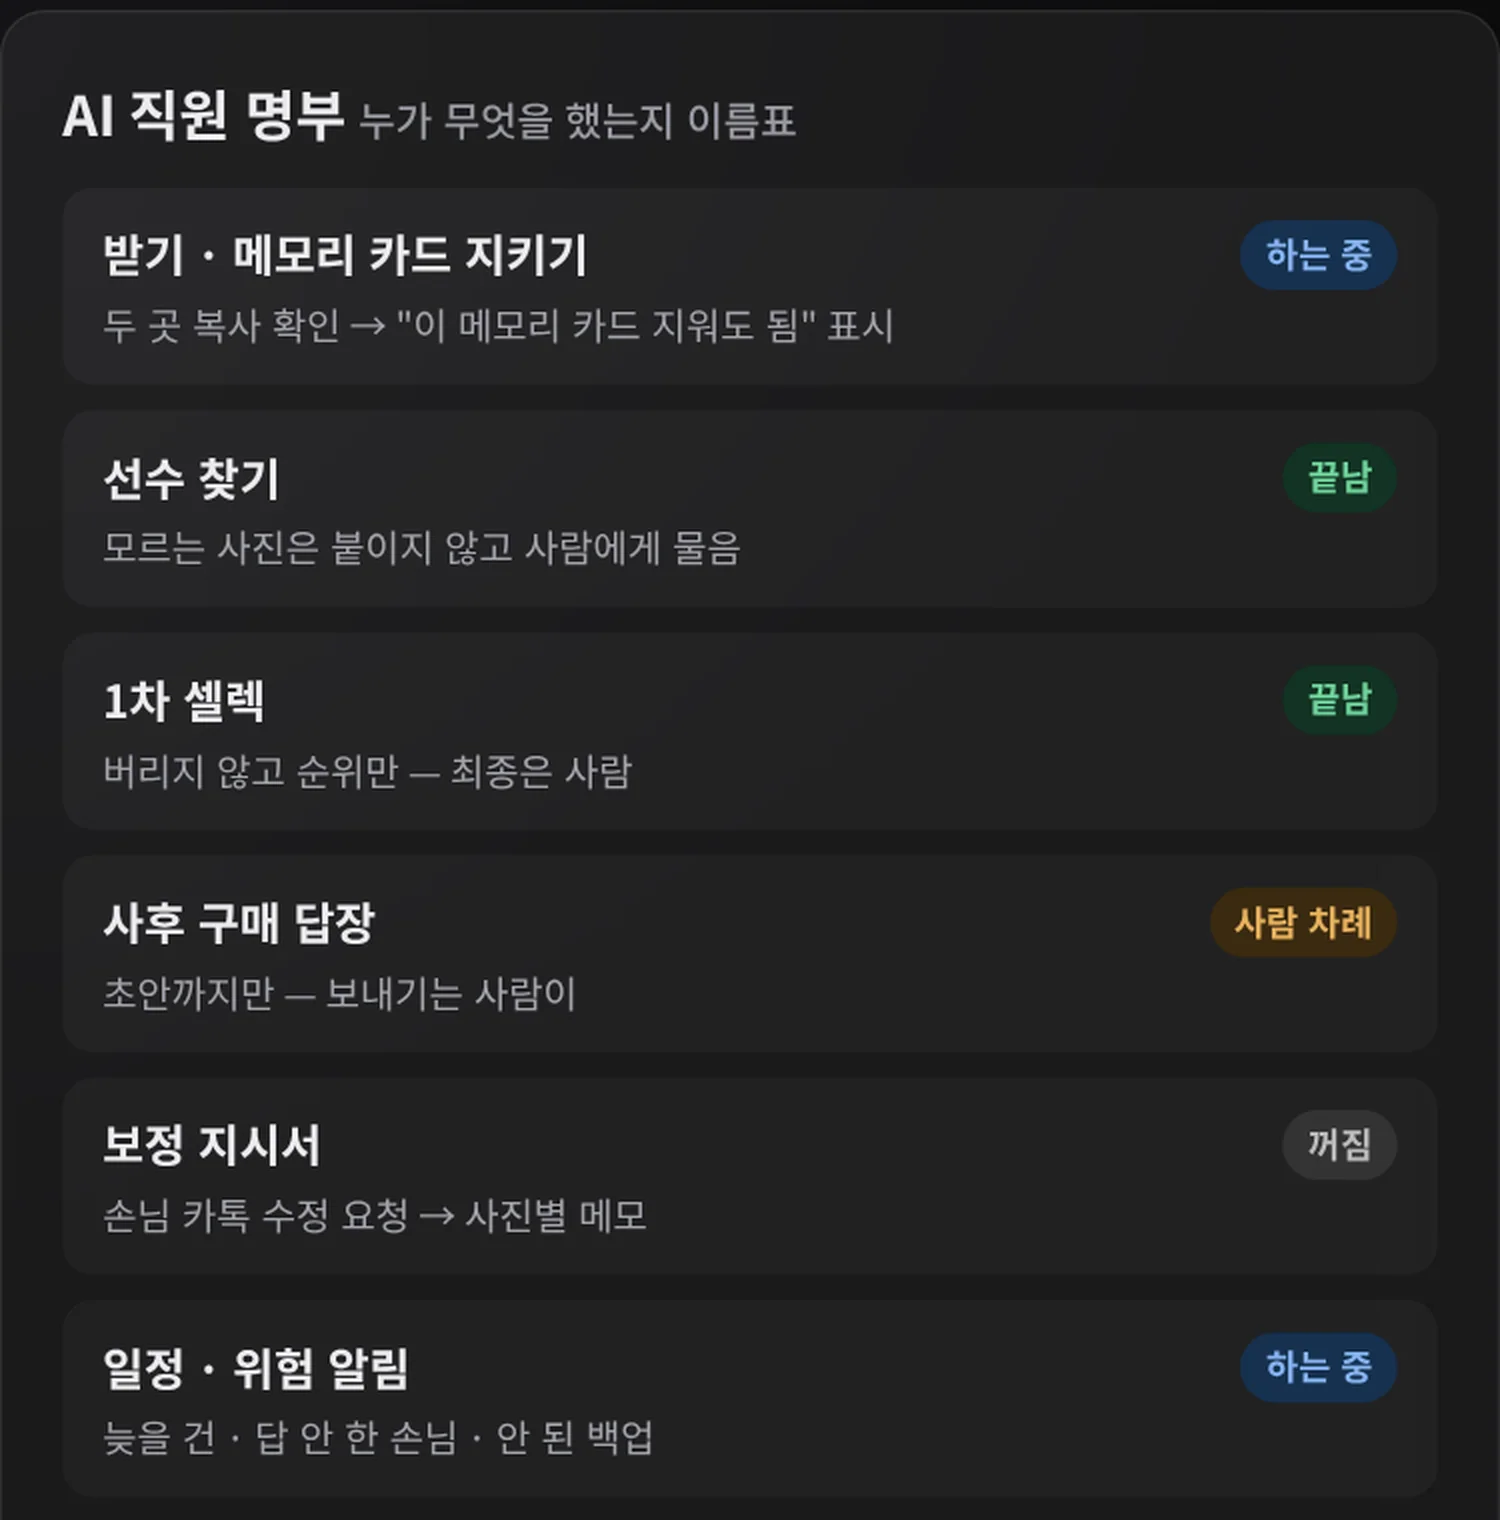 AI 직원 명부 누가 무엇을 했는지 이름표
받기 · 메모리 카드 지키기
하는 중
두 곳 복사 확인 → "이 메모리 카드 지워도 됨" 표시
선수 찾기
끝남
모르는 사진은 붙이지 않고 사람에게 물음
1차 셀렉
끝남
버리지 않고 순위만 — 최종은 사람
사후 구매 답장
사람 차례
초안까지만 — 보내기는 사람이
보정 지시서
꺼짐
손님 카톡 수정 요청 → 사진별 메모
일정 · 위험 알림
하는 중
늦을 건 · 답 안 한 손님 · 안 된 백업